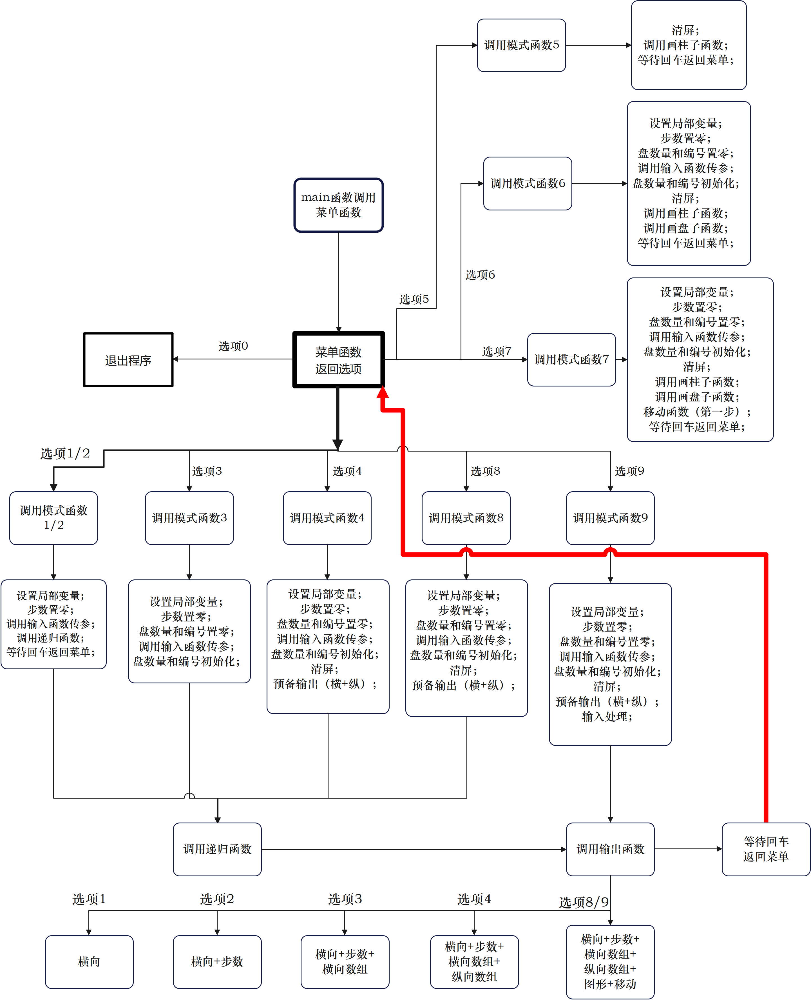 清屏；
调用画柱子函数；
等待回车返回菜单；
调用模式函数5
设置局部变量；
步数置零；
盘数量和编号置零；
调用输入函数传参；
盘数量和编号初始化；
清屏；
调用画柱子函数；
调用画盘子函数；
等待回车返回菜单；
调用模式函数6
main函数调用
菜单函数
选项6
选项5
设置局部变量；
步数置零；
盘数量和编号置零；
调用输入函数传参；
盘数量和编号初始化；
清屏；
调用画柱子函数；
调用画盘子函数；
移动函数（第一步）；
等待回车返回菜单；
退出程序
选项0
菜单函数
返回选项
选项7
调用模式函数7
选项1/2
选项3
选项4
选项8
选项9
调用模式函数
1/2
调用模式函数3
调用模式函数4
调用模式函数8
调用模式函数9
设置局部变量；
步数置零；
调用输入函数传参；
调用递归函数；
等待回车返回菜单；
设置局部变量；
步数置零；
盘数量和编号置零；
调用输入函数传参；
盘数量和编号初始化；
设置局部变量；
步数置零；
盘数量和编号置零；
调用输入函数传参；
盘数量和编号初始化；
清屏；
预备输出（横+纵）；
设置局部变量；
步数置零；
盘数量和编号置零；
调用输入函数传参；
盘数量和编号初始化；
清屏；
预备输出（横+纵）；
设置局部变量；
步数置零；
盘数量和编号置零；
调用输入函数传参；
盘数量和编号初始化；
清屏；
预备输出（横+纵）；
输入处理；
调用递归函数
调用输出函数
等待回车
返回菜单
选项1
选项2
选项3
选项4
选项8/9
横向
横向+步数
横向+步数+
横向数组
横向+步数+
横向数组+
纵向数组
横向+步数+
横向数组+
纵向数组+
图形+移动